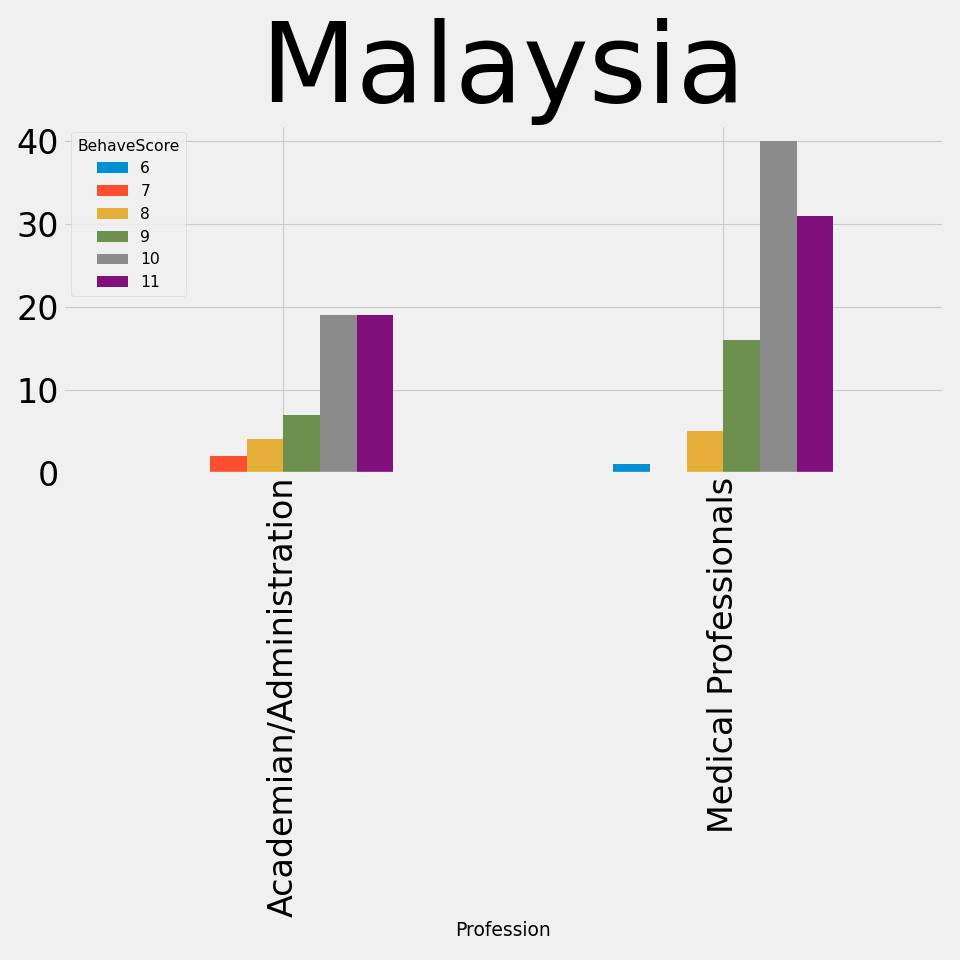 Malaysia
BehaveScore
6
7
8
9
10
11
40
30
20
10
0
Academian/Administration
Medical Professionals
Profession